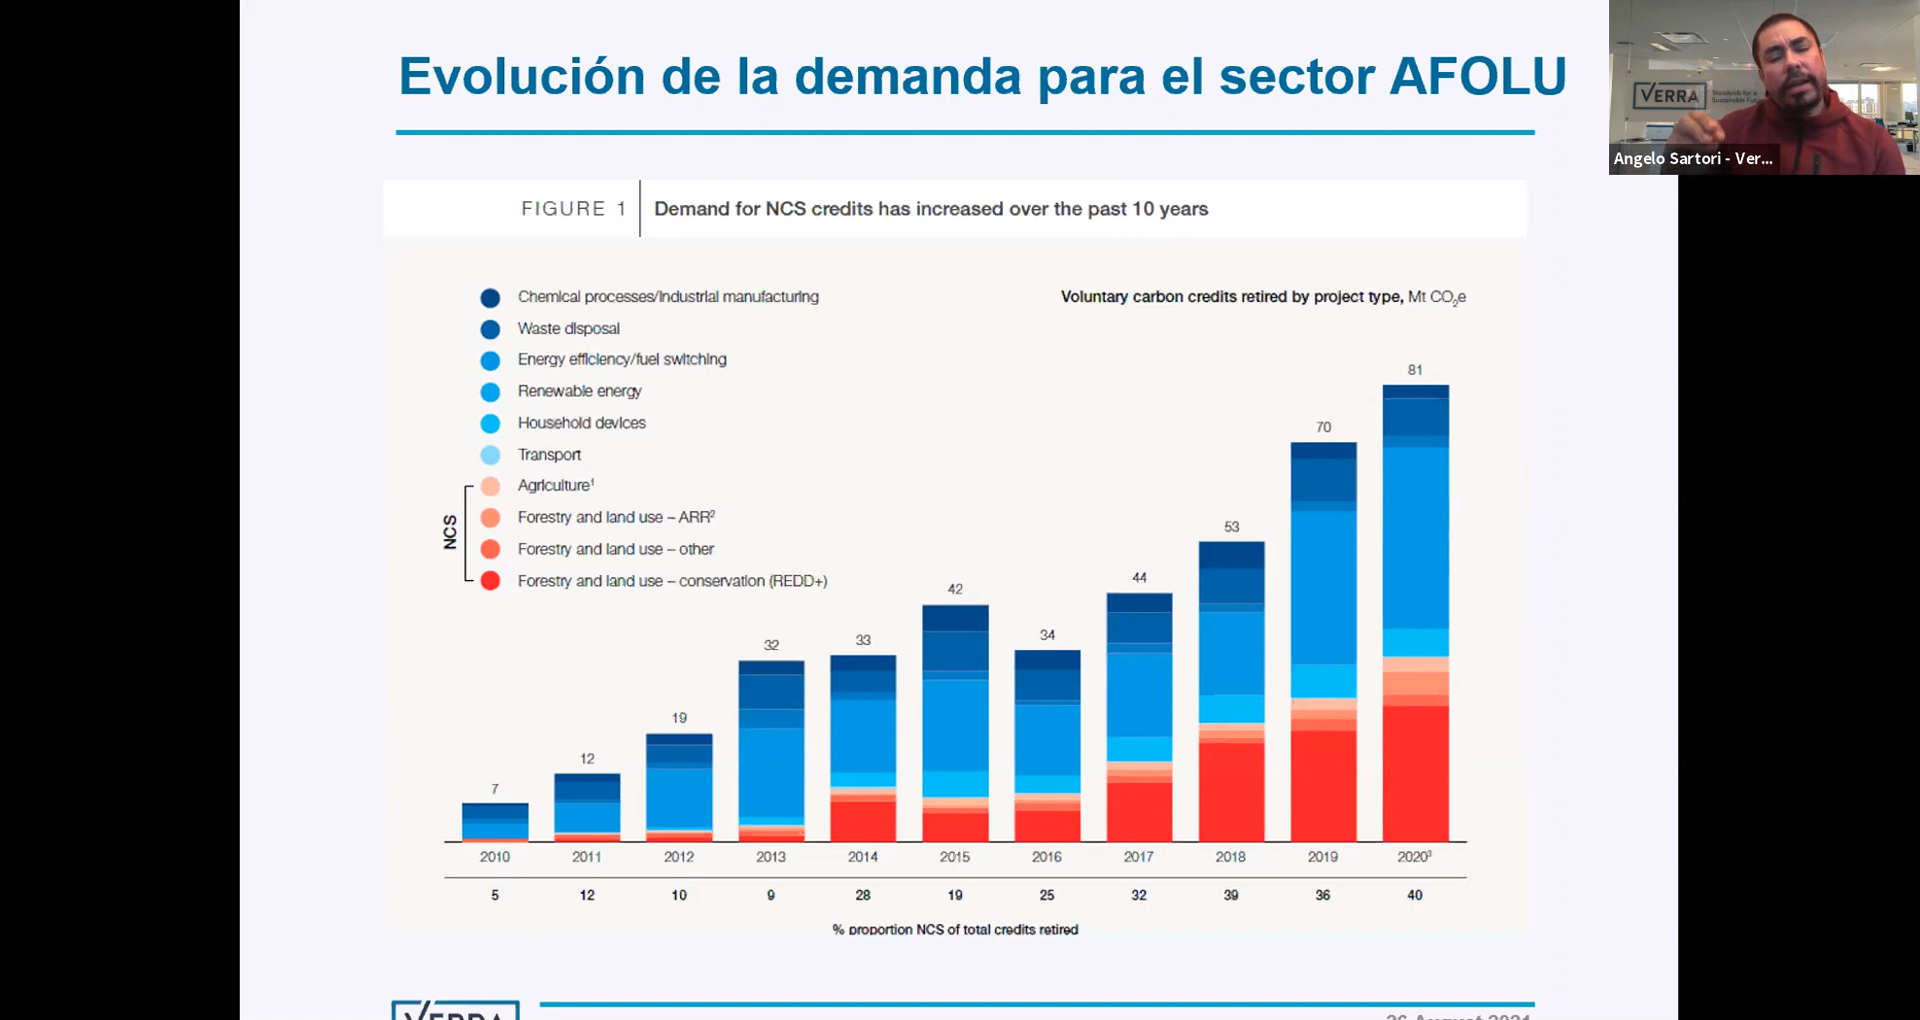 Evolución de la demanda para el sector AFOLU
VERRA
Standards for a
Sustainable Future
Angelo Sartori - Ver...
FIGURE 1
Demand for NCS credits has increased over the past 10 years
Chemical processes/industrial manufacturing
Waste disposal
Energy efficiency/fuel switching
Renewable energy
Household devices
Transport
Agriculture¹
Forestry and land use – ARR²
Forestry and land use – other
Forestry and land use – conservation (REDD+)
NCS
Voluntary carbon credits retired by project type, Mt CO₂e
7 12 19 32 33 42 34 44 53 70 81
2010 2011 2012 2013 2014 2015 2016 2017 2018 2019 2020³
5 12 10 9 28 19 25 32 39 36 40
% proportion NCS of total credits retired
VERRA
26 August 2021